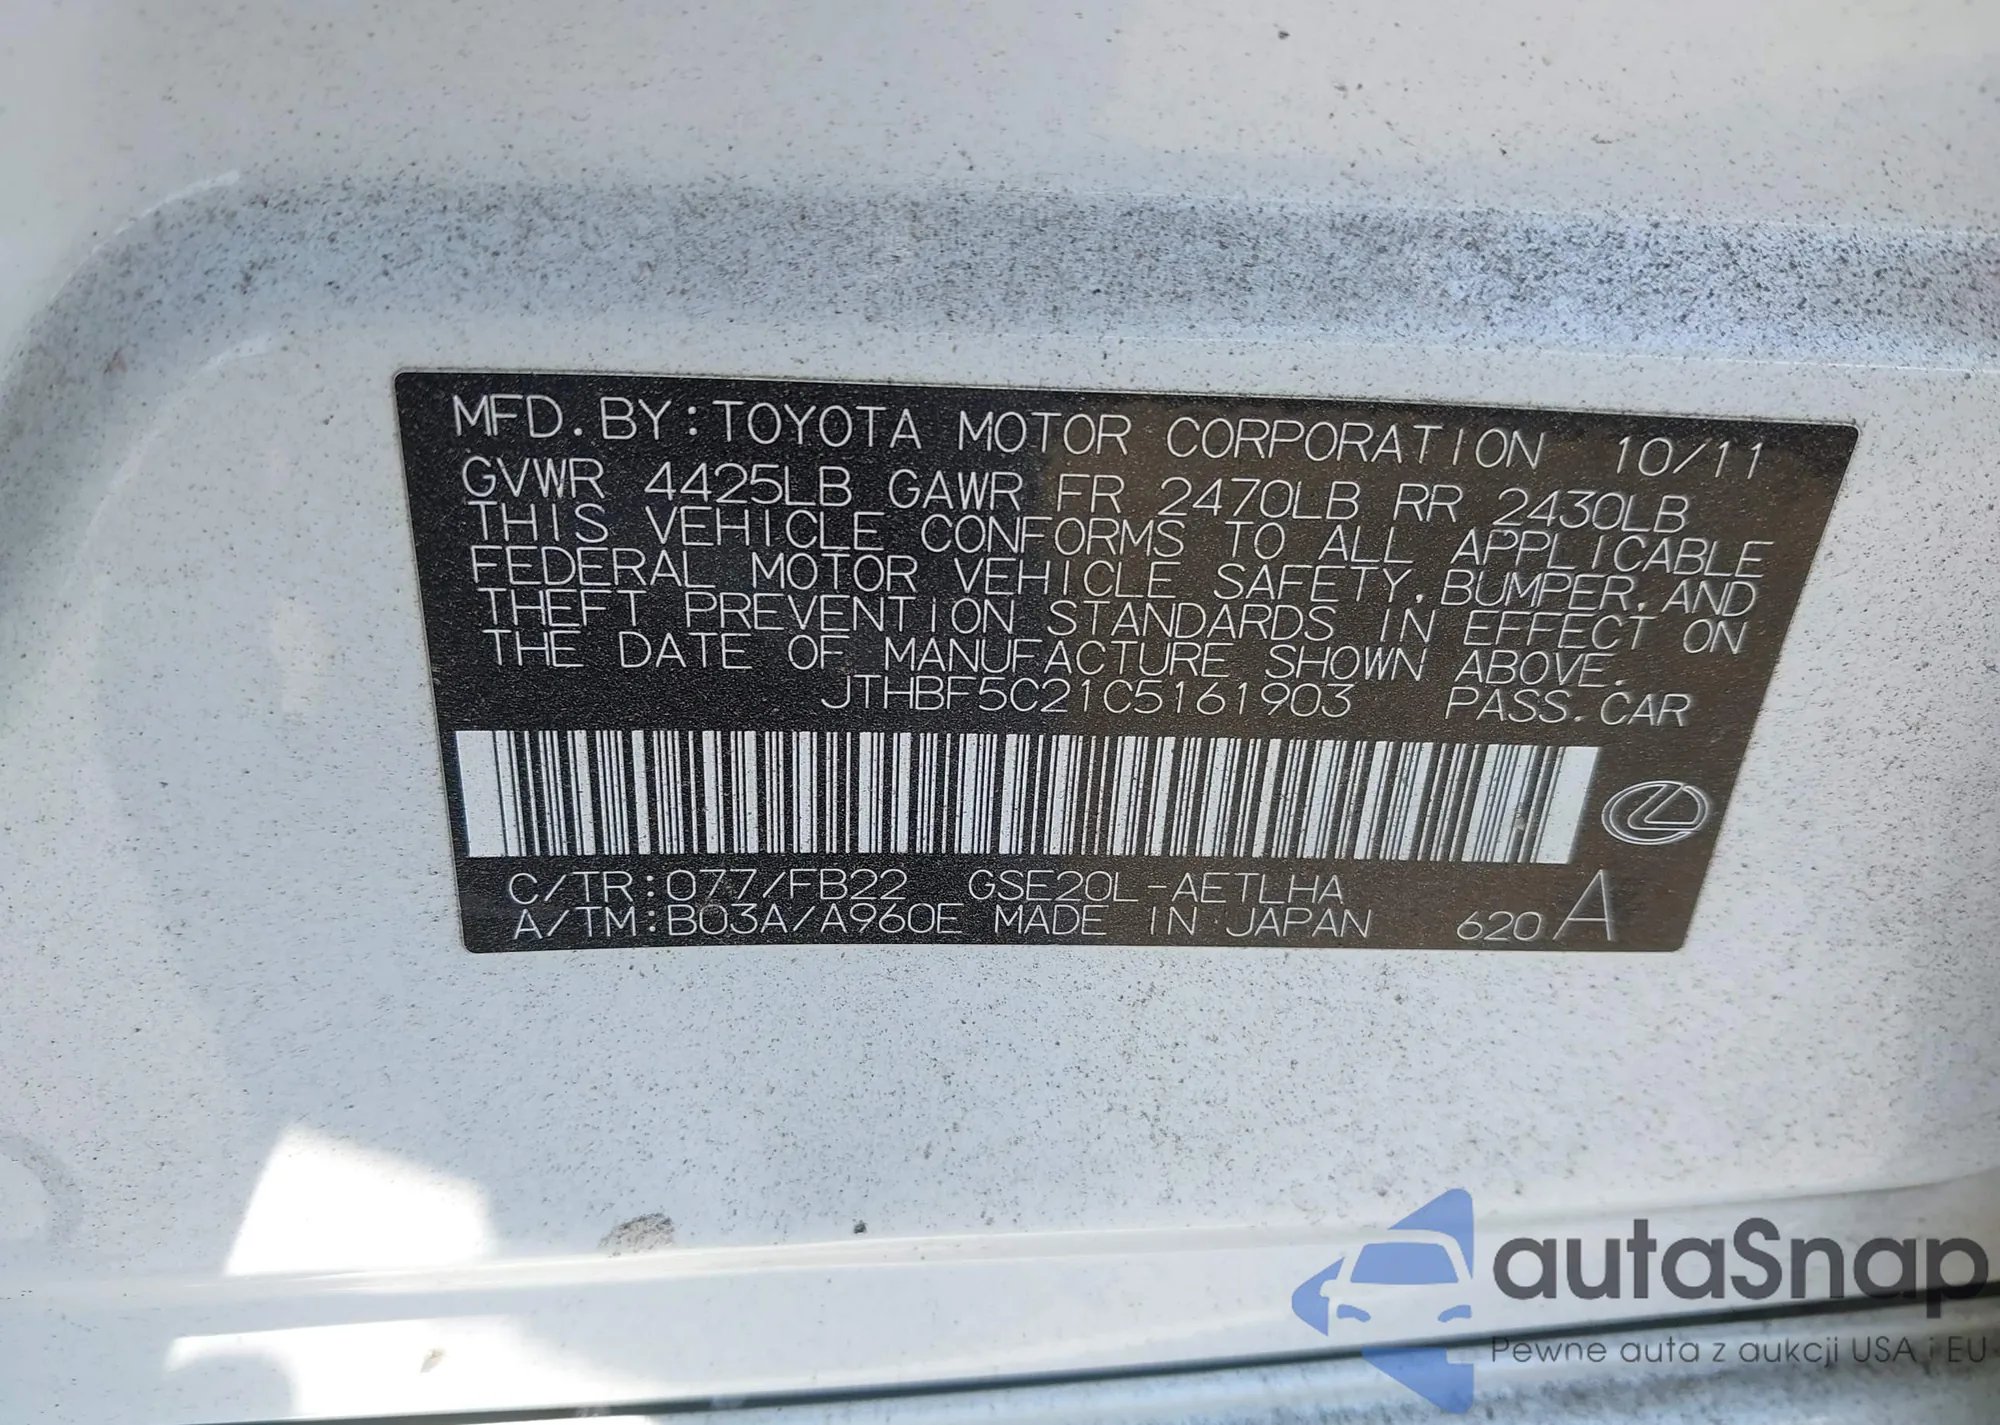 MFD. BY: TOYOTA MOTOR CORPORATION 10/11
GVWR 4425LB GAWR FR 2470LB RR 2430LB
THIS VEHICLE CONFORMS TO ALL APPLICABLE
FEDERAL MOTOR VEHICLE SAFETY, BUMPER, AND
THEFT PREVENTION STANDARDS IN EFFECT ON
THE DATE OF MANUFACTURE SHOWN ABOVE.
JTHBF5C21C5161903 PASS. CAR
C/TR: 077/FB22 GSE20L-AETLHA
A/TM: B03A/A960E MADE IN JAPAN 620 A
autaSnap
Pewne auta z aukcji USA i EU